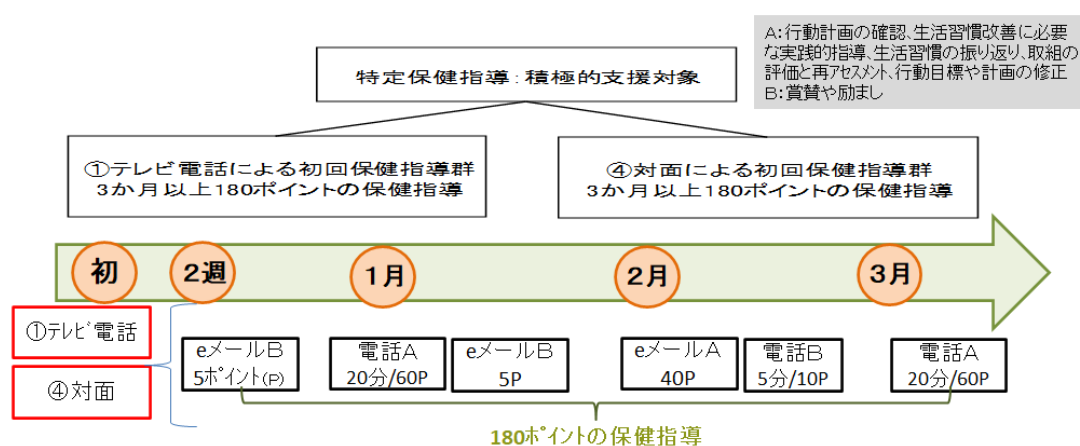 A:行動計画の確認、生活習慣改善に必要
な実践的指導、生活習慣の振り返り、取組の
評価と再アセスメント、行動目標や計画の修正
B:賞賛や励まし
特定保健指導:積極的支援対象
①テレビ電話による初回保健指導群
3か月以上180ポイントの保健指導
④対面による初回保健指導群
3か月以上180ポイントの保健指導
初
2週
1月
2月
3月
①テレビ電話
④対面
eメールB
5ポイント(P)
電話A
20分/60P
eメールB
5P
eメールA
40P
電話B
5分/10P
電話A
20分/60P
180ポイントの保健指導